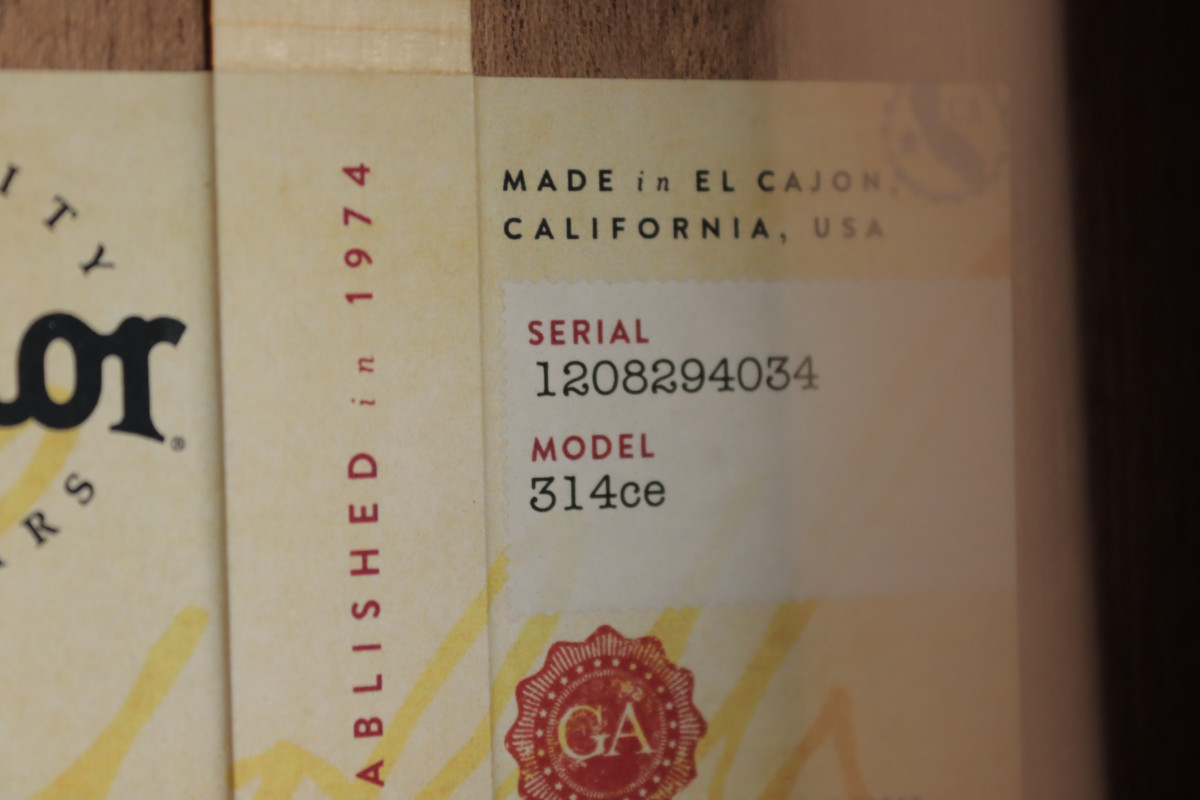 ITY
lor®
RS
ABLISHED in 1974
MADE in EL CAJON,
CALIFORNIA, USA
SERIAL
1208294034
MODEL
314ce
GA